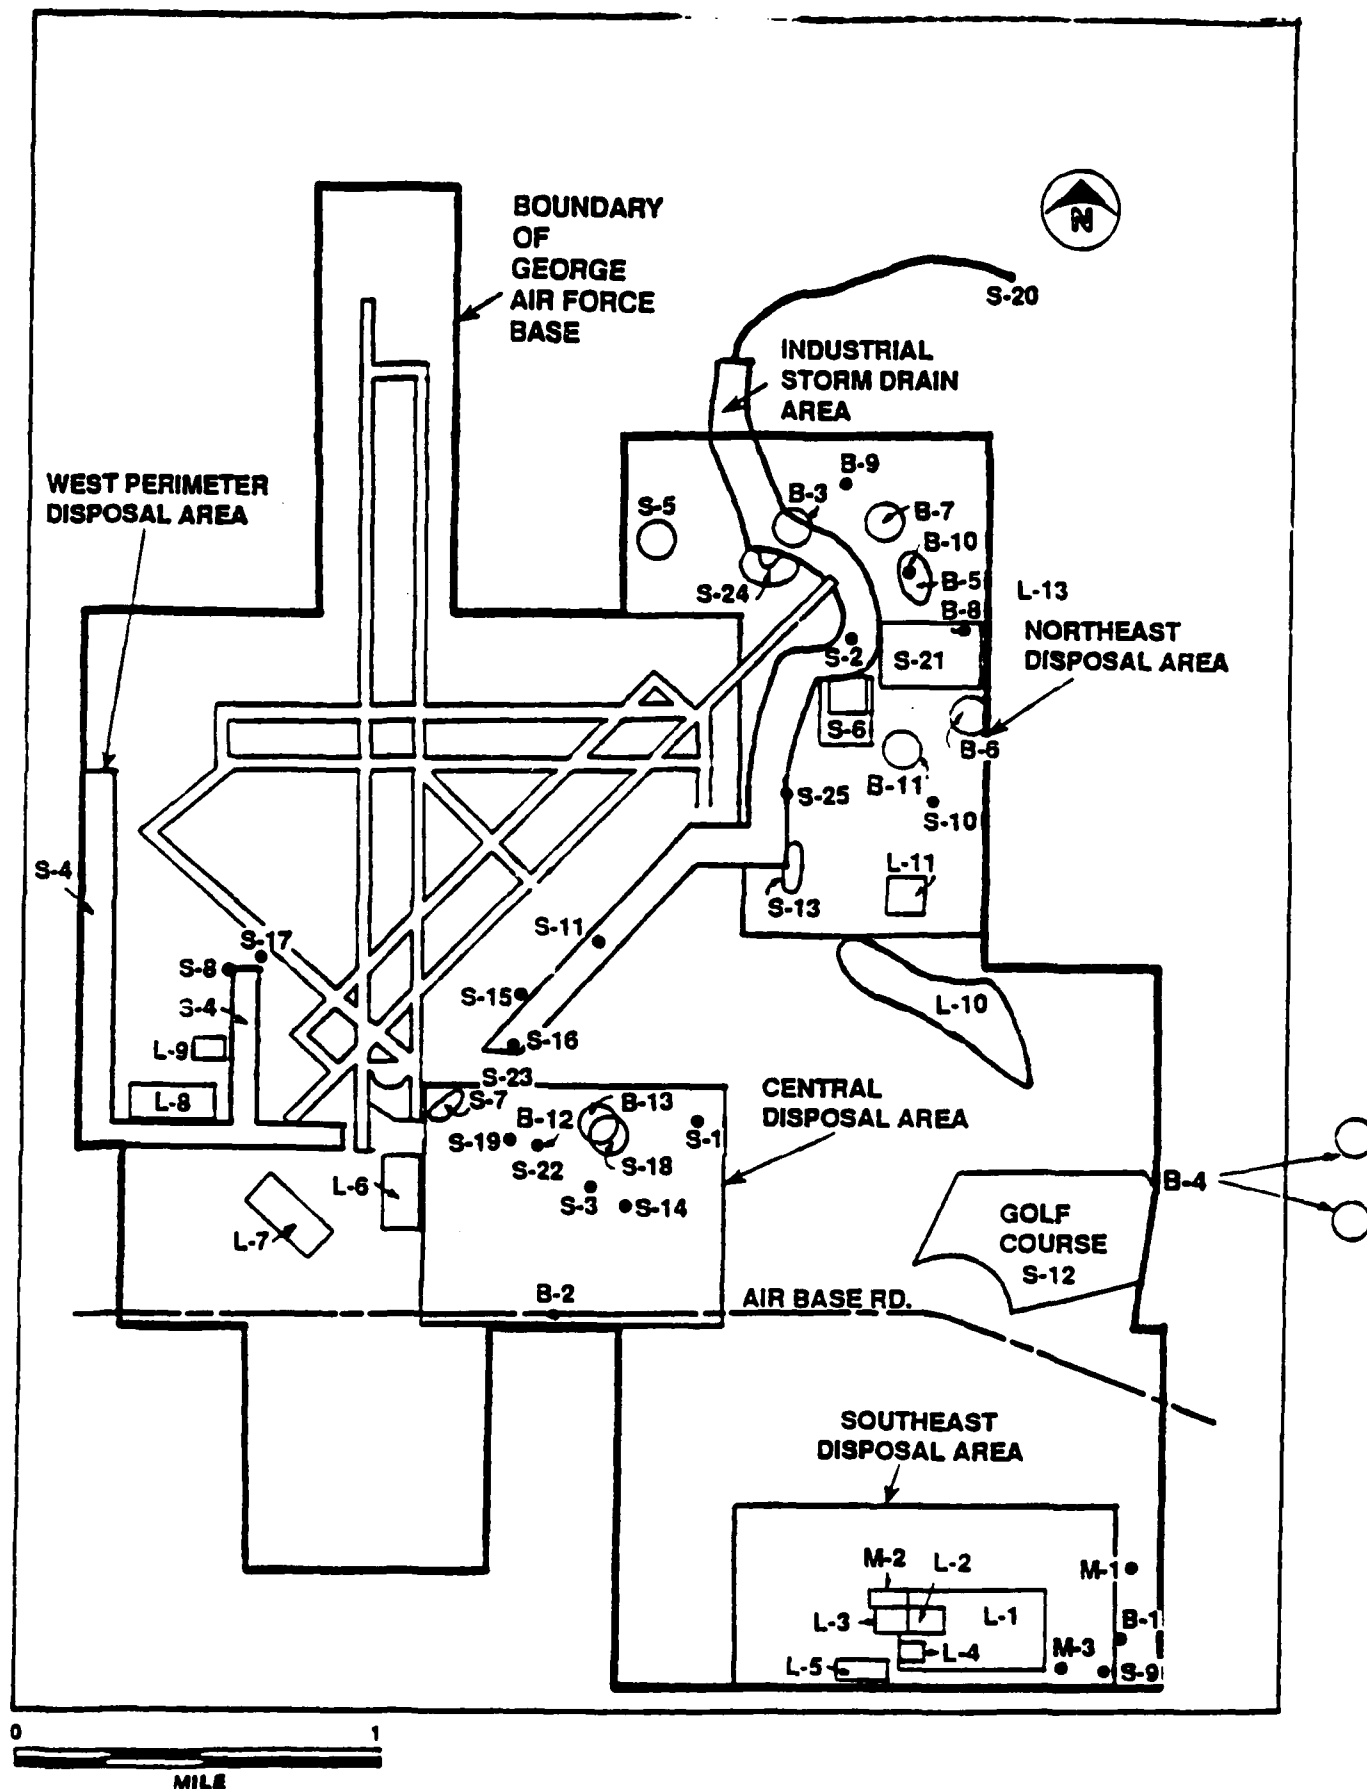 BOUNDARY
OF
GEORGE
AIR FORCE
BASE
N
S-20
INDUSTRIAL
STORM DRAIN
AREA
WEST PERIMETER
DISPOSAL AREA
B-9
B-3
S-5
B-7
B-10
B-5
S-24
L-13
B-8
NORTHEAST
DISPOSAL AREA
S-2
S-21
S-6
B-6
B-11
S-25
S-10
S-4
L-11
S-13
S-17
S-11
S-8
S-15
S-4
L-10
L-9
S-16
S-23
CENTRAL
DISPOSAL AREA
L-8
S-7
B-13
B-12
S-1
S-19
S-22
S-18
L-6
S-3
S-14
B-4
L-7
GOLF
COURSE
S-12
B-2
AIR BASE RD.
SOUTHEAST
DISPOSAL AREA
M-2
L-2
M-1
L-3
L-1
B-1
L-4
M-3
L-5
S-9
0
1
MILE